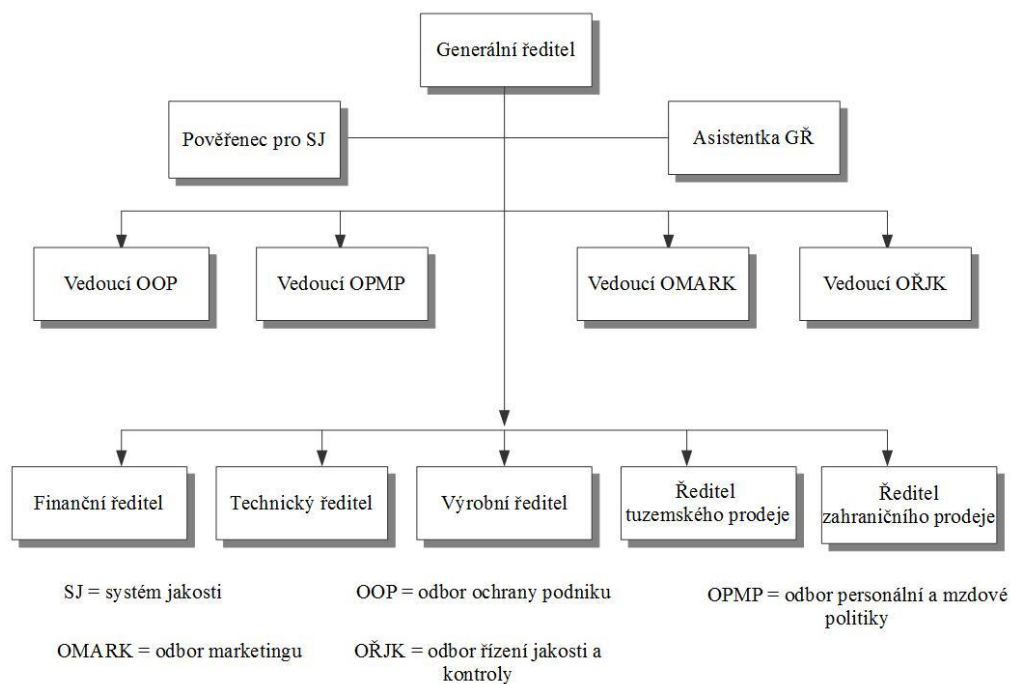 Generální ředitel
Pověřenec pro SJ
Asistentka GŘ
Vedoucí OOP
Vedoucí OPMP
Vedoucí OMARK
Vedoucí OŘJK
Finanční ředitel
Technický ředitel
Výrobní ředitel
Ředitel
tuzemského prodeje
Ředitel
zahraničního prodeje
SJ = systém jakosti
OOP = odbor ochrany podniku
OPMP = odbor personální a mzdové
politiky
OMARK = odbor marketingu
OŘJK = odbor řízení jakosti a
kontroly